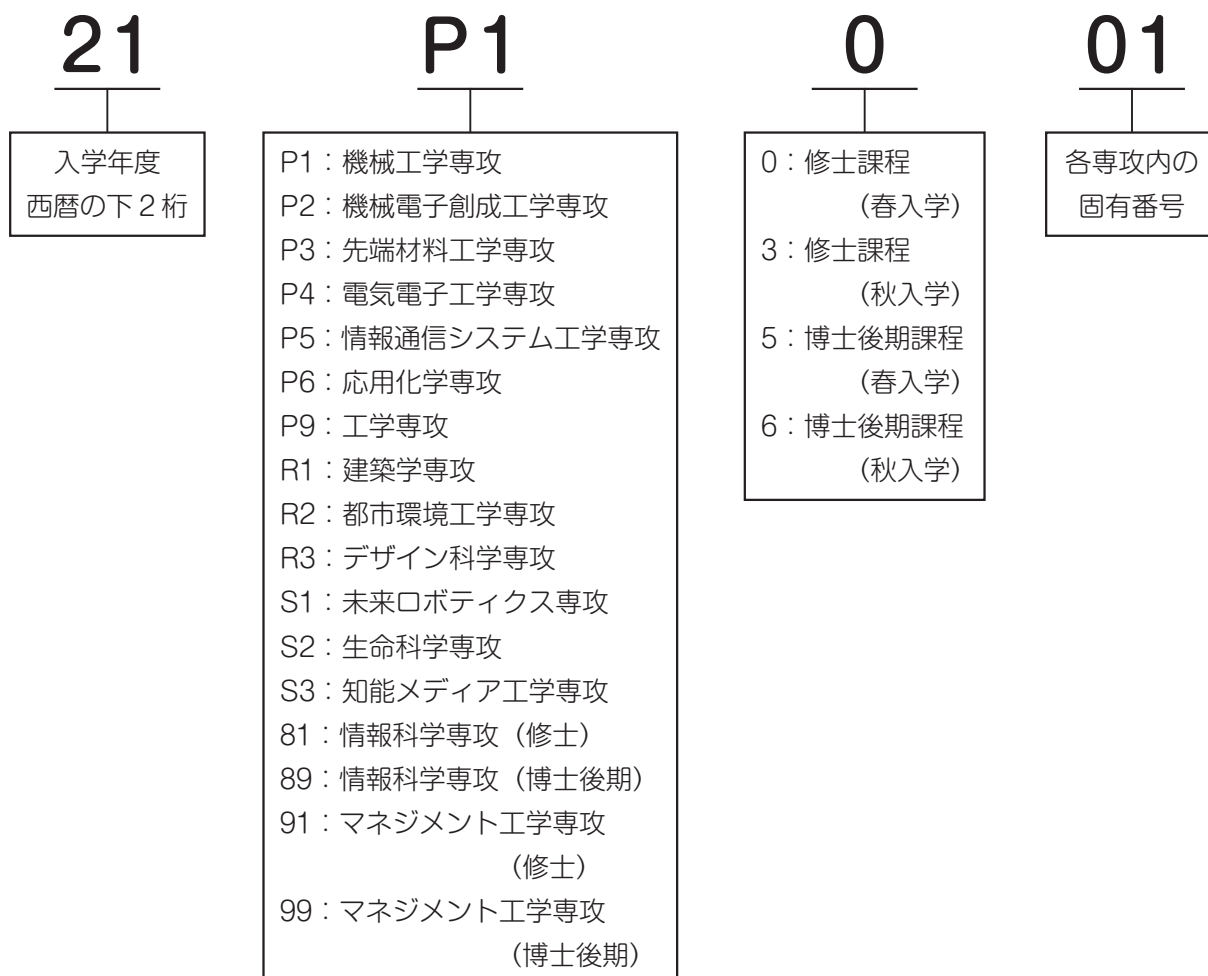 21 P1 0 01
入学年度
西暦の下２桁
P1：機械工学専攻
P2：機械電子創成工学専攻
P3：先端材料工学専攻
P4：電気電子工学専攻
P5：情報通信システム工学専攻
P6：応用化学専攻
P9：工学専攻
R1：建築学専攻
R2：都市環境工学専攻
R3：デザイン科学専攻
S1：未来ロボティクス専攻
S2：生命科学専攻
S3：知能メディア工学専攻
81：情報科学専攻（修士）
89：情報科学専攻（博士後期）
91：マネジメント工学専攻
（修士）
99：マネジメント工学専攻
（博士後期）
0：修士課程
（春入学）
3：修士課程
（秋入学）
5：博士後期課程
（春入学）
6：博士後期課程
（秋入学）
各専攻内の
固有番号